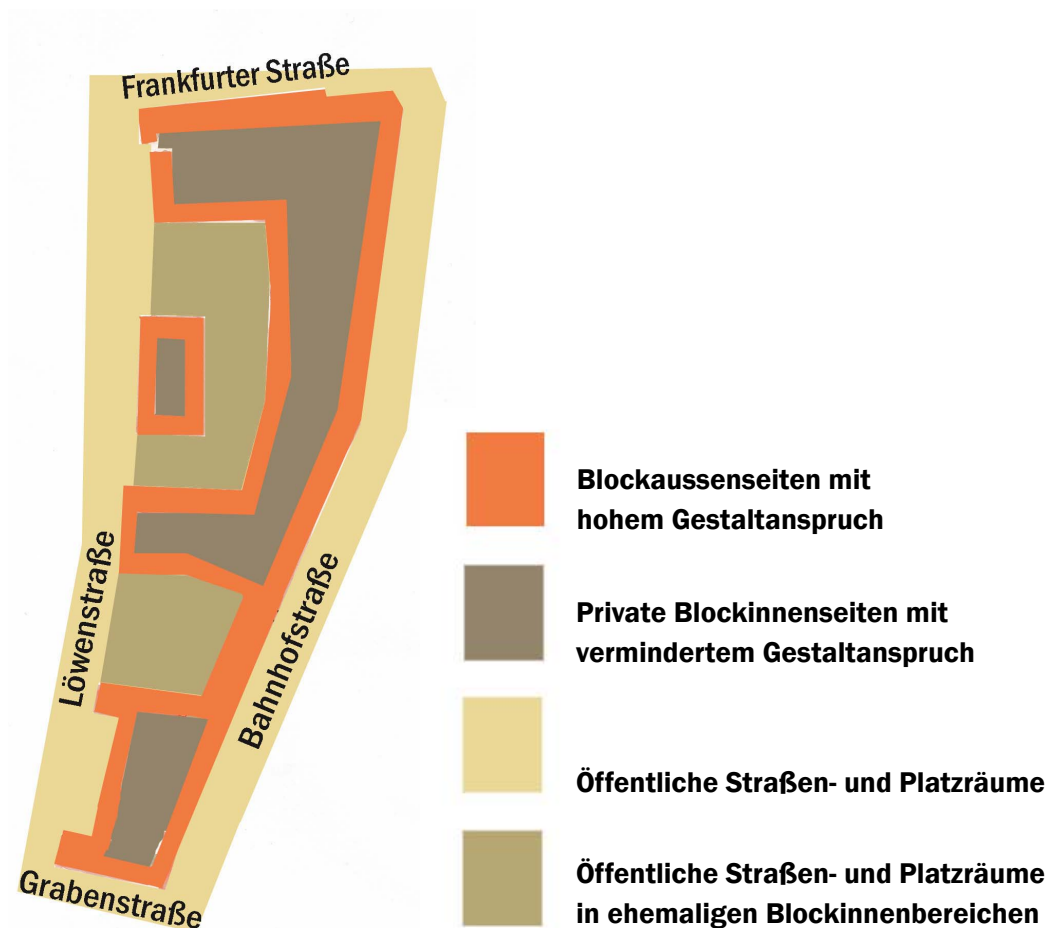 Frankfurter Straße
Löwenstraße
Bahnhofstraße
Grabenstraße
Blockaussenseiten mit
hohem Gestaltanspruch
Private Blockinnenseiten mit
vermindertem Gestaltanspruch
Öffentliche Straßen- und Platzräume
Öffentliche Straßen- und Platzräume
in ehemaligen Blockinnenbereichen